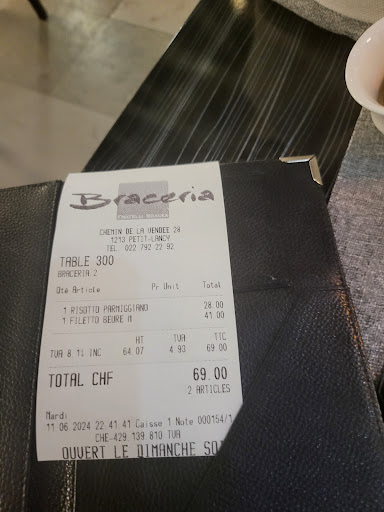 Braceria
CHEMIN DE LA VENDEE 28
1213 PETIT-LANCY
TEL. 022 792 22 92
TABLE 300
BRACERIA 2
Qté Article Pr Unit Total
1 RISOTTO PARMIGGIANO 28.00
1 FILETTO BEURE M 41.00
HT TVA TTC
TVA 8.1% INC 64.07 4.93 69.00
TOTAL CHF 69.00
2 ARTICLES
Mardi
11.06.2024 22:41:41 Caisse 1 Note 000154/1
CHE-429 139 810 TVA
OUVERT LE DIMANCHE